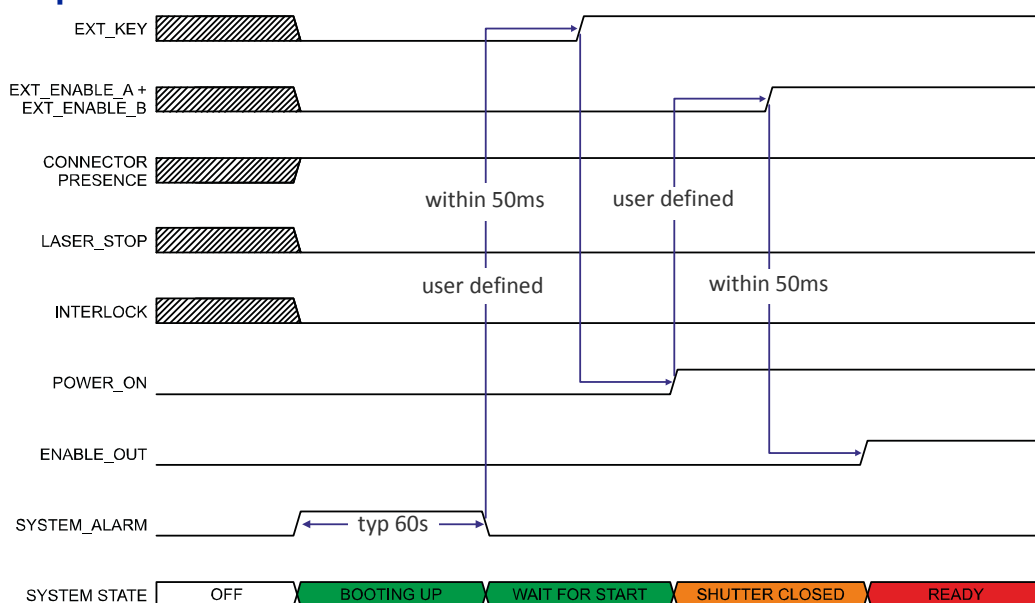 EXT_KEY
EXT_ENABLE_A +
EXT_ENABLE_B
CONNECTOR
PRESENCE
within 50ms
user defined
LASER_STOP
user defined
within 50ms
INTERLOCK
POWER_ON
ENABLE_OUT
SYSTEM_ALARM
typ 60s
SYSTEM STATE
OFF
BOOTING UP
WAIT FOR START
SHUTTER CLOSED
READY